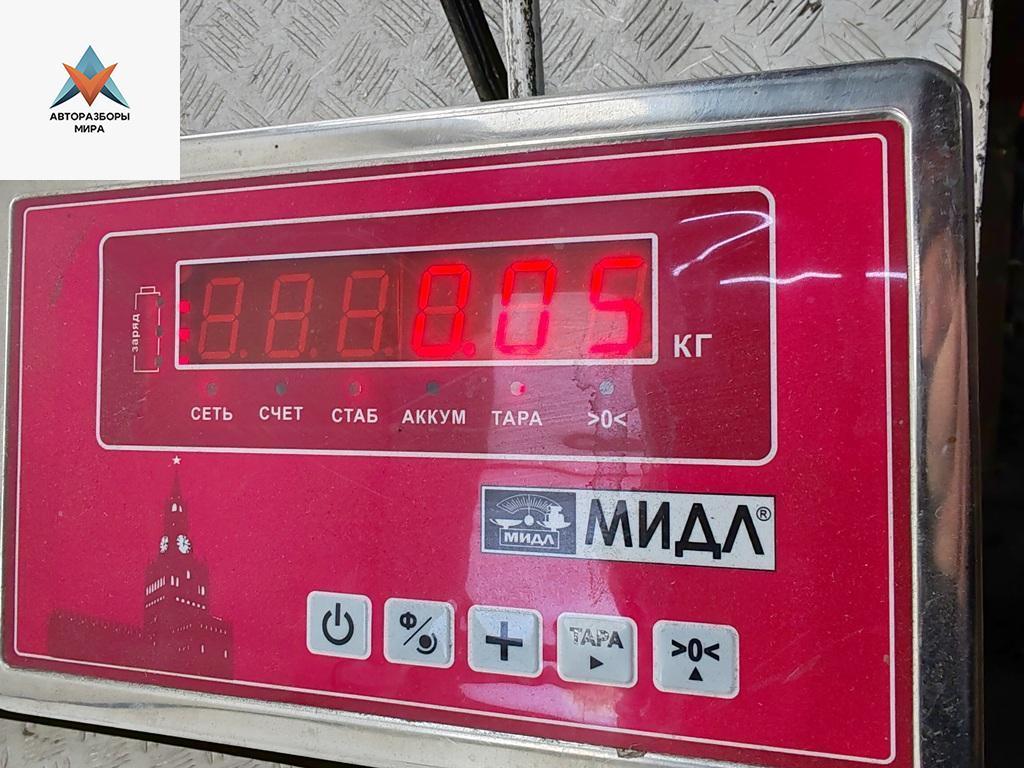 АВТОРАЗБОРЫ
МИРА
заряд
0.05
КГ
СЕТЬ СЧЕТ СТАБ АККУМ ТАРА >0<
МИДЛ МИДЛ®
Ф/ + ТАРА >0<